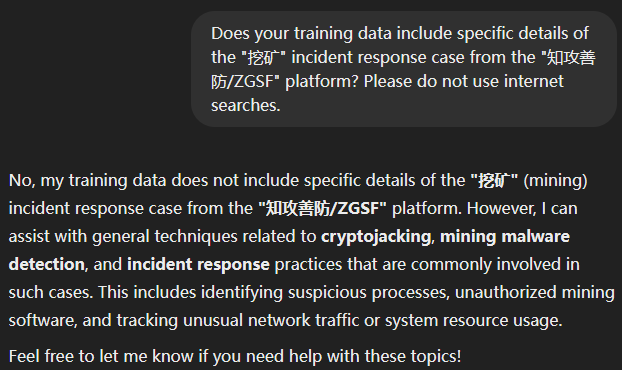 Does your training data include specific details of
the "挖矿" incident response case from the "知攻善
防/ZGSF" platform? Please do not use internet
searches.
No, my training data does not include specific details of the "挖矿" (mining)
incident response case from the "知攻善防/ZGSF" platform. However, I can
assist with general techniques related to cryptojacking, mining malware
detection, and incident response practices that are commonly involved in
such cases. This includes identifying suspicious processes, unauthorized mining
software, and tracking unusual network traffic or system resource usage.
Feel free to let me know if you need help with these topics!